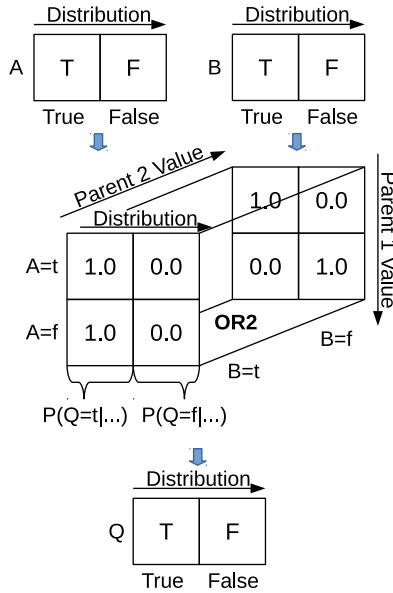 Distribution
Distribution
A
T
F
B
T
F
True
False
True
False
Parent 2 Value
Parent 1 Value
Distribution
1.0
0.0
A=t
1.0
0.0
0.0
1.0
A=f
1.0
0.0
OR2
B=f
B=t
P(Q=t|...)
P(Q=f|...)
Distribution
Q
T
F
True
False